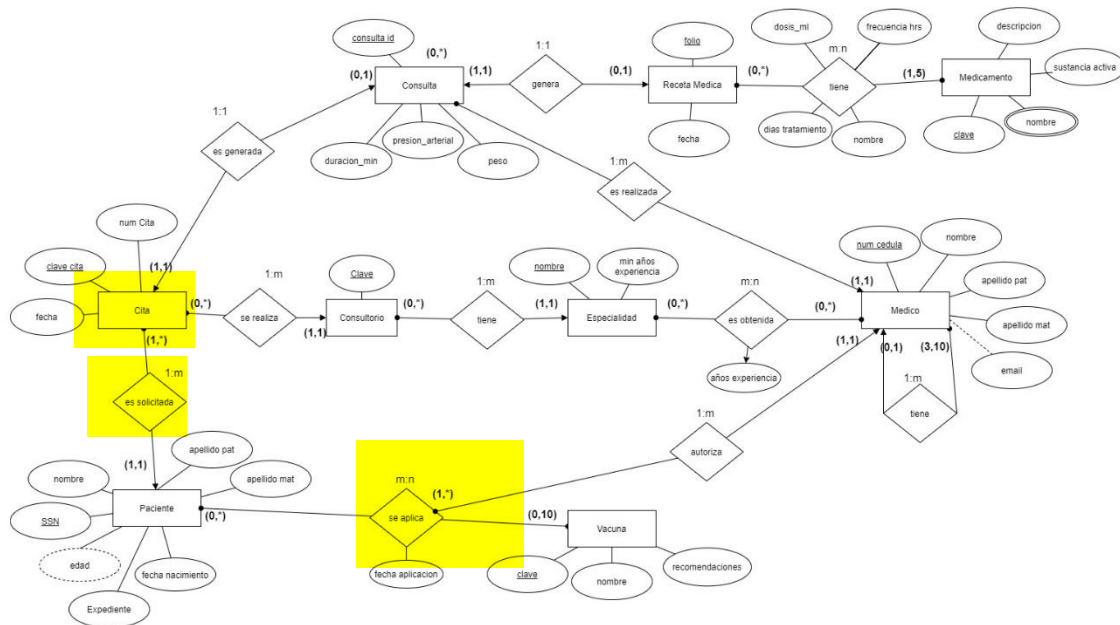 consulta id
(0,*)
1:1
folio
dosis_ml
frecuencia hrs
descripcion
m:n
(0,1)
Consulta
(1,1)
genera
(0,1)
Receta Medica
(0,*)
tiene
(1,5)
Medicamento
sustancia activa
1:1
es generada
duracion_min
presion_arterial
peso
fecha
dias tratamiento
nombre
clave
nombre
1:m
es realizada
num Cita
clave cita
(1,1)
fecha
Cita
(0,*)
1:m
se realiza
(1,1)
Clave
Consultorio
(0,*)
1:m
tiene
(1,1)
nombre
min años
experiencia
Especialidad
(0,*)
m:n
es obtenida
años experiencia
(0,*)
num cedula
nombre
(1,1)
Medico
apellido pat
apellido mat
email
(1,1)
(0,1)
(3,10)
1:m
tiene
(1,*)
1:m
es solicitada
(1,1)
1:m
autoriza
nombre
apellido pat
apellido mat
SSN
Paciente
(0,*)
edad
fecha nacimiento
Expediente
m:n
(1,*)
se aplica
fecha aplicacion
(0,10)
Vacuna
clave
nombre
recomendaciones